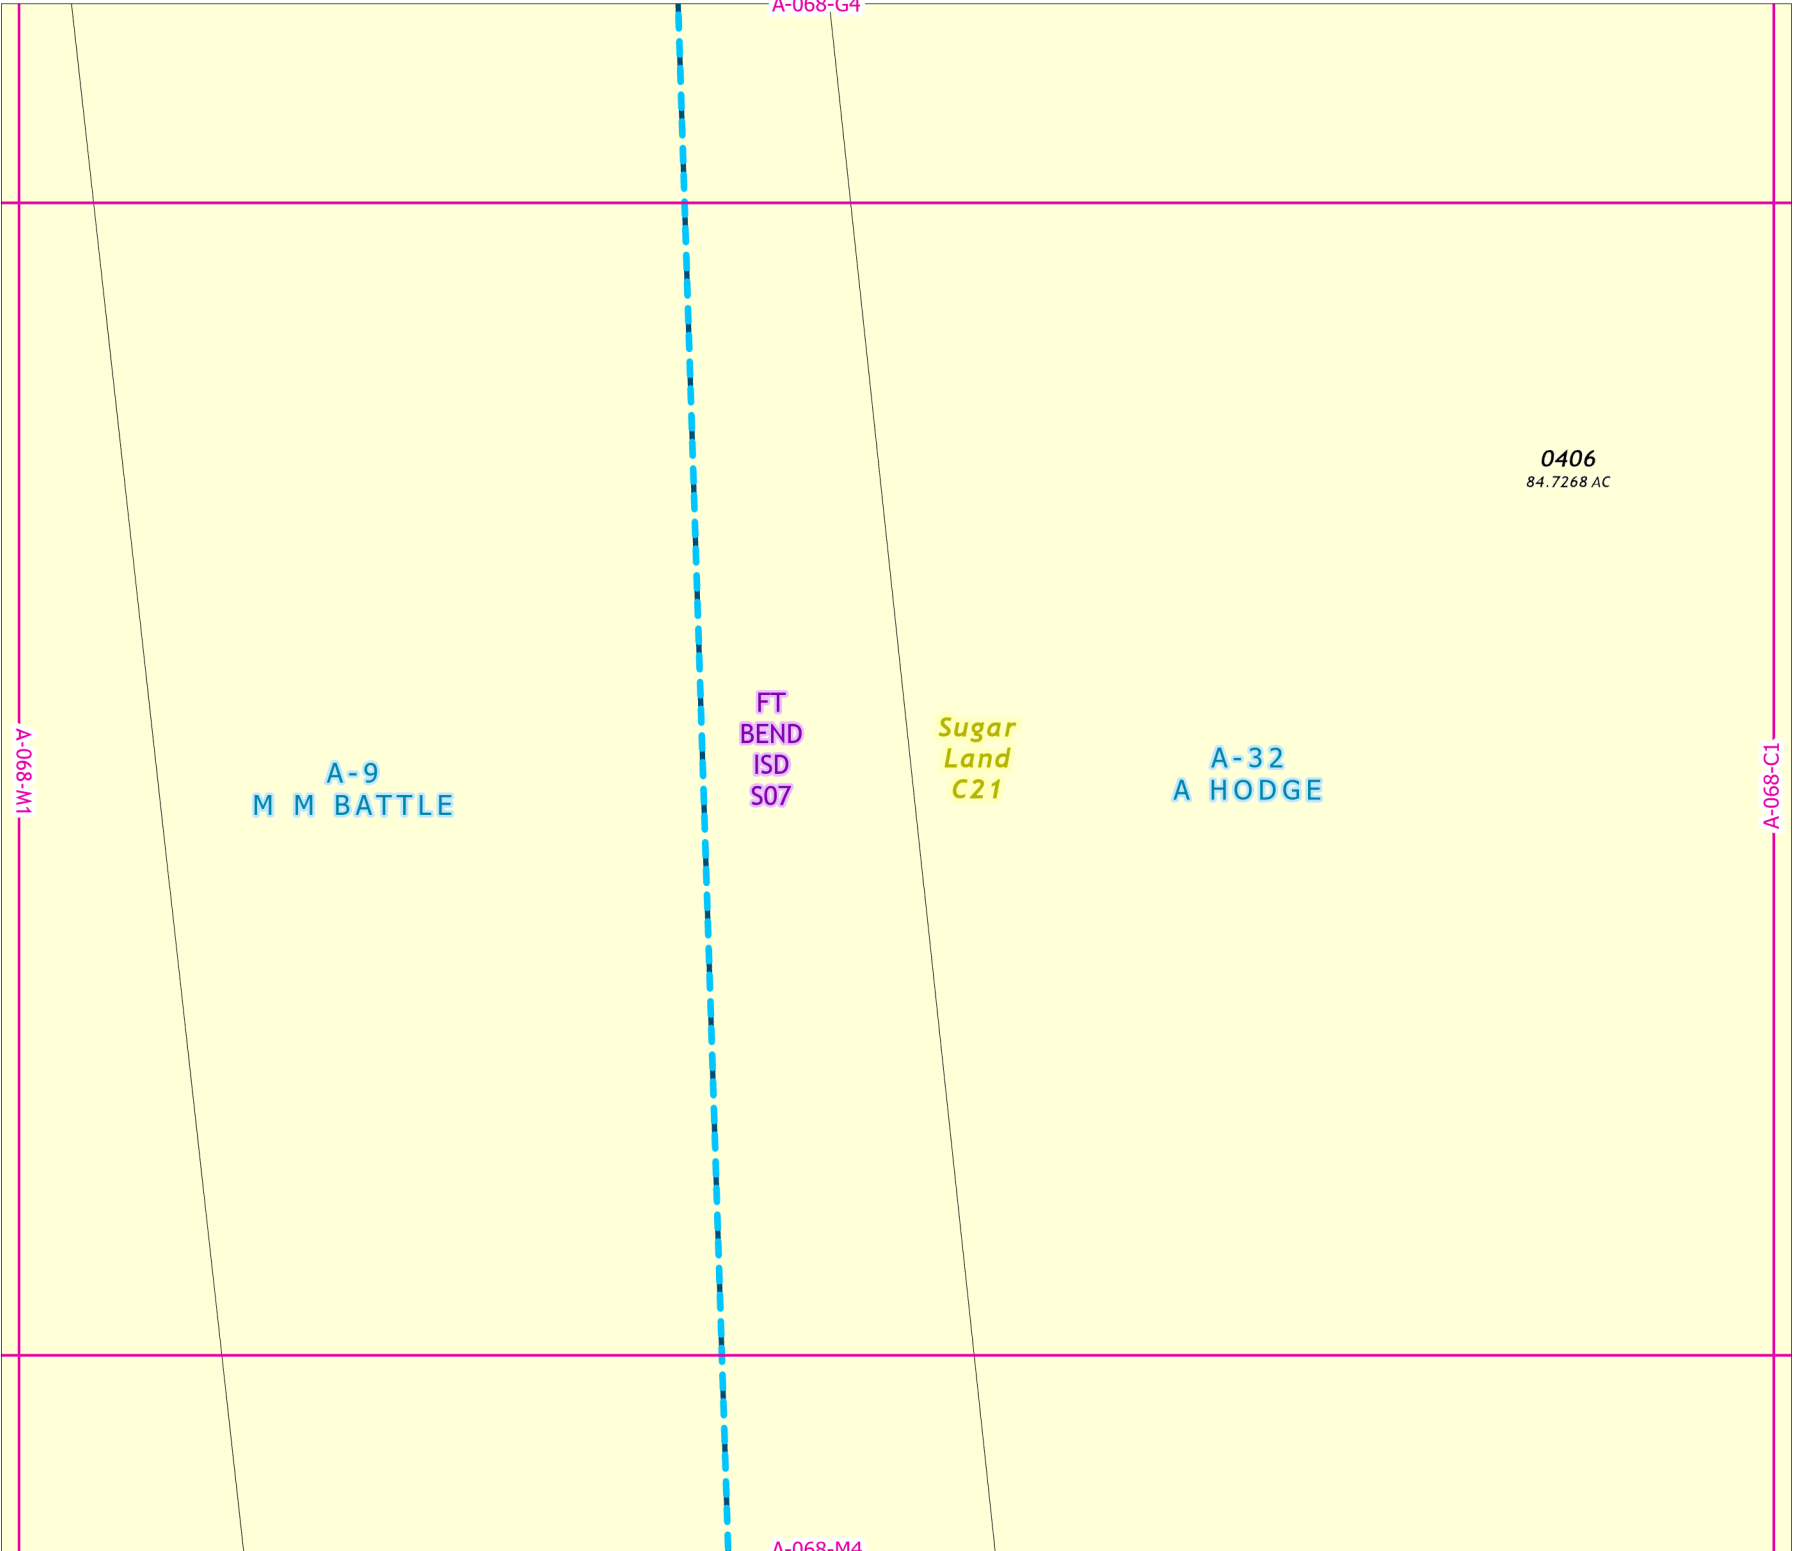 A-068-G4
0406
84.7268 AC
FT
BEND
ISD
S07
Sugar
Land
C21
A-32
A HODGE
A-9
M M BATTLE
A-068-M1
A-068-C1
A-068-M4